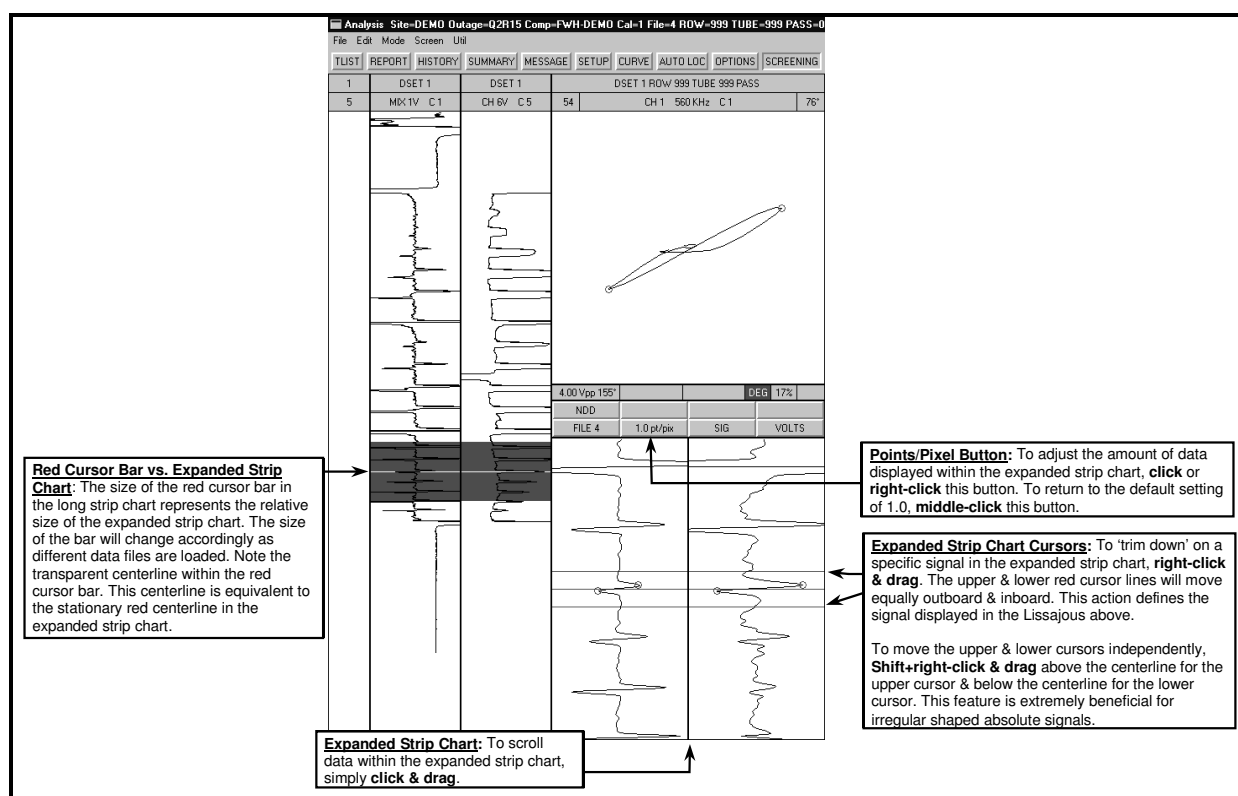 Analysis Site=DEMO Outage=Q2R15 Comp=FWH-DEMO Cal=1 File=4 ROW=999 TUBE=999 PASS=0
File Edit Mode Screen Util
TLIST REPORT HISTORY SUMMARY MESSAGE SETUP CURVE AUTO LOC OPTIONS SCREENING
1 DSET 1 DSET 1 DSET 1 ROW 999 TUBE 999 PASS
5 MIX 1V C 1 CH 6V C 5 54 CH 1 560 KHz C 1 76°
4.00 Vpp 155° DEG 17%
NDD
FILE 4 1.0 pt/pix SIG VOLTS
Red Cursor Bar vs. Expanded Strip
Chart: The size of the red cursor bar in
the long strip chart represents the relative
size of the expanded strip chart. The size
of the bar will change accordingly as
different data files are loaded. Note the
transparent centerline within the red
cursor bar. This centerline is equivalent to
the stationary red centerline in the
expanded strip chart.
Points/Pixel Button: To adjust the amount of data
displayed within the expanded strip chart, click or
right-click this button. To return to the default setting
of 1.0, middle-click this button.
Expanded Strip Chart Cursors: To ‘trim down’ on a
specific signal in the expanded strip chart, right-click
& drag. The upper & lower red cursor lines will move
equally outboard & inboard. This action defines the
signal displayed in the Lissajous above.
To move the upper & lower cursors independently,
Shift+right-click & drag above the centerline for the
upper cursor & below the centerline for the lower
cursor. This feature is extremely beneficial for
irregular shaped absolute signals.
Expanded Strip Chart: To scroll
data within the expanded strip chart,
simply click & drag.